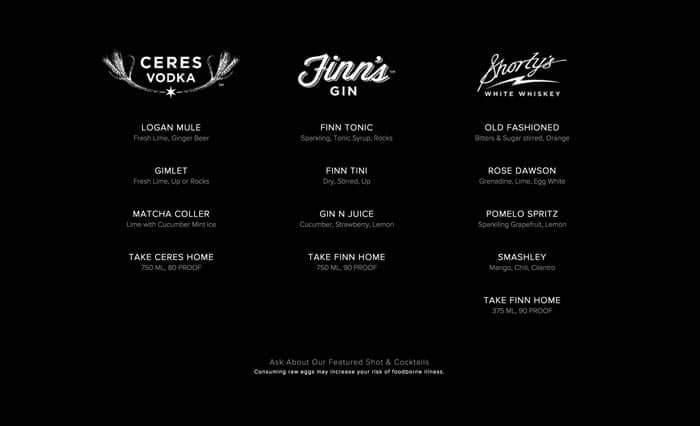 CERES
VODKA
LOGAN MULE
Fresh Lime, Ginger Beer
GIMLET
Fresh Lime, Up or Rocks
MATCHA COLLER
Lime with Cucumber Mint Ice
TAKE CERES HOME
750 ML, 80 PROOF
Finn's
GIN
FINN TONIC
Sparkling, Tonic Syrup, Rocks
FINN TINI
Dry, Stirred, Up
GIN N JUICE
Cucumber, Strawberry, Lemon
TAKE FINN HOME
750 ML, 90 PROOF
Shorty's
WHITE WHISKEY
OLD FASHIONED
Bitters & Sugar stirred, Orange
ROSE DAWSON
Grenadine, Lime, Egg White
POMELO SPRITZ
Sparkling Grapefruit, Lemon
SMASHLEY
Mango, Chili, Cilantro
TAKE FINN HOME
375 ML, 90 PROOF
Ask About Our Featured Shot & Cocktails
Consuming raw eggs may increase your risk of foodborne illness.